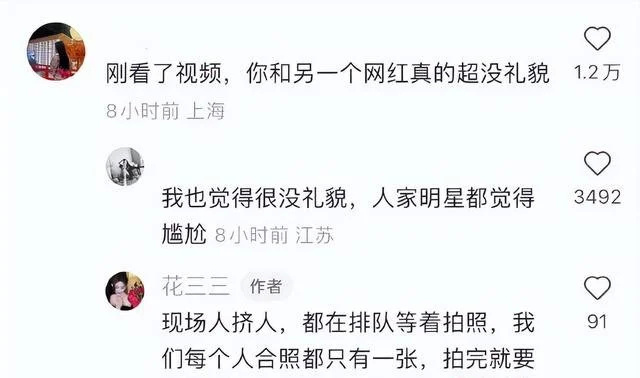 刚看了视频，你和另一个网红真的超没礼貌
1.2万
8小时前 上海
我也觉得很没礼貌，人家明星都觉得
3492
尴尬 8小时前 江苏
花三三 作者
现场人挤人，都在排队等着拍照，我
91
们每个人合照都只有一张，拍完就要